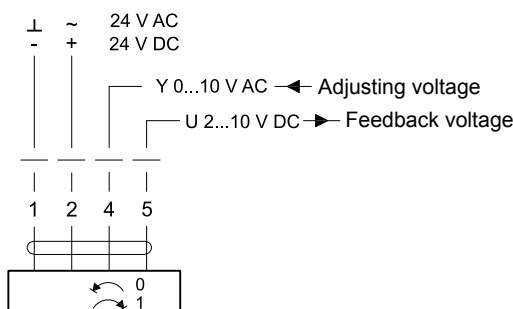 ⊥ ~ 24 V AC
- + 24 V DC
Y 0...10 V AC Adjusting voltage
U 2...10 V DC Feedback voltage
1 2 4 5
0
1